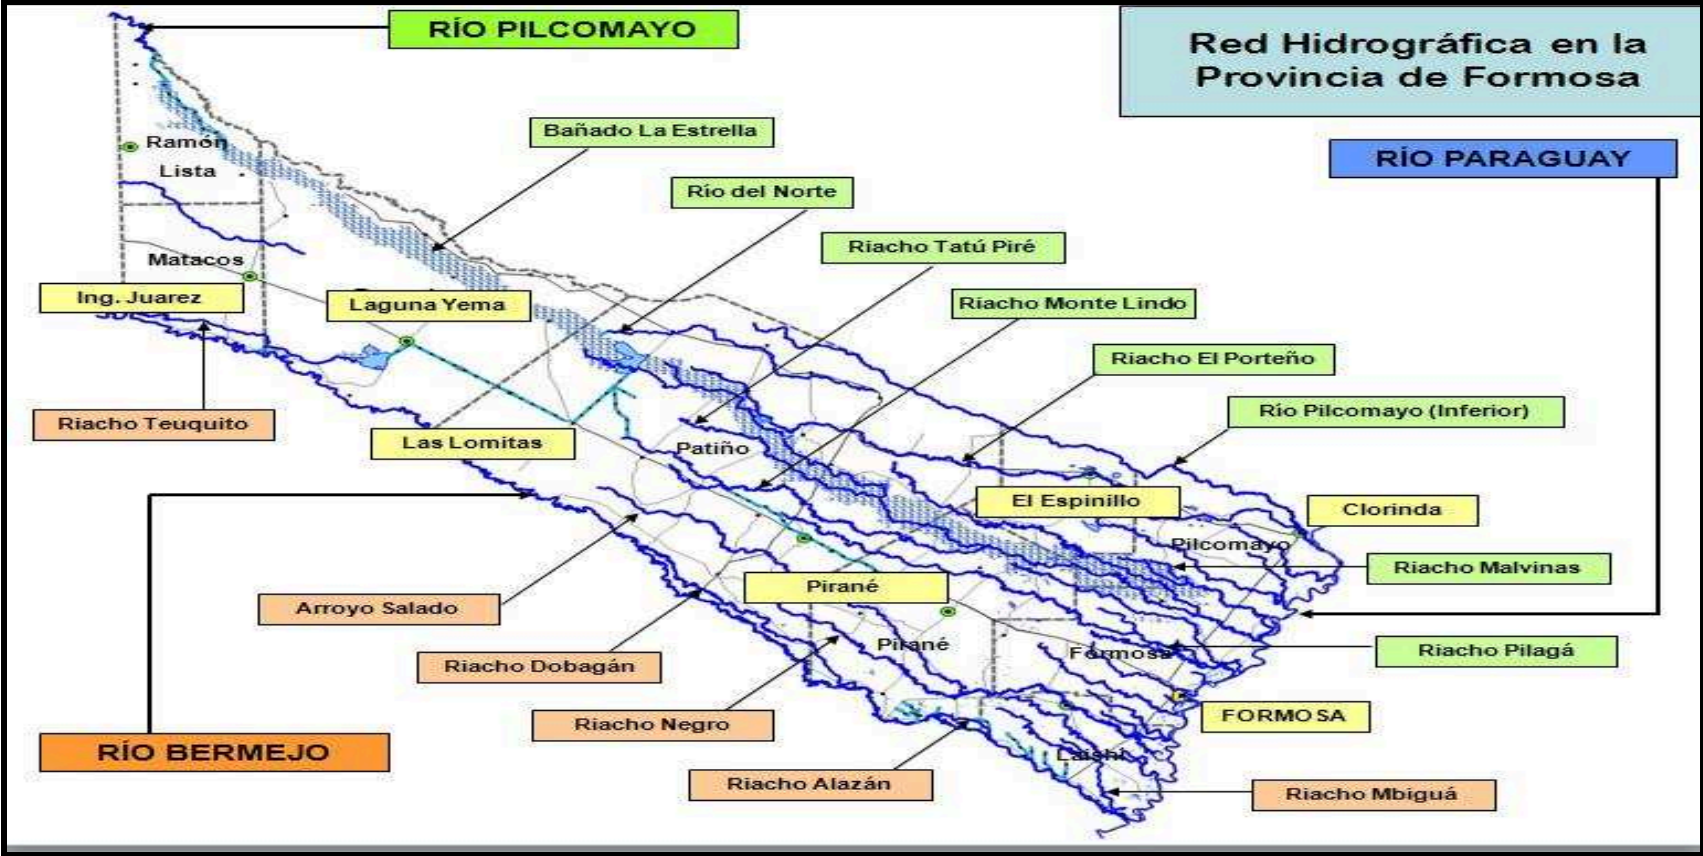 RÍO PILCOMAYO
Red Hidrográfica en la
Provincia de Formosa
Bañado La Estrella
RÍO PARAGUAY
Ramón
Lista
Río del Norte
Riacho Tatú Piré
Matacos
Ing. Juarez
Laguna Yema
Riacho Monte Lindo
Riacho El Porteño
Riacho Teuquito
Río Pilcomayo (Inferior)
Las Lomitas
Patiño
El Espinillo
Clorinda
Pilcomayo
Riacho Malvinas
Pirané
Arroyo Salado
Pirané
Formosa
Riacho Pilagá
Riacho Dobagán
Riacho Negro
FORMOSA
RÍO BERMEJO
Laishi
Riacho Alazán
Riacho Mbiguá